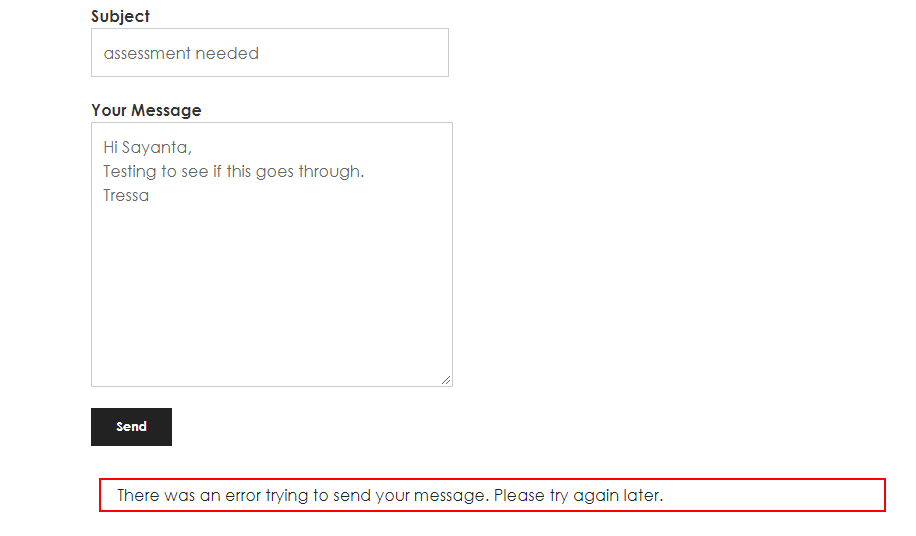 Subject
assessment needed
Your Message
Hi Sayanta,
Testing to see if this goes through.
Tressa
Send
There was an error trying to send your message. Please try again later.